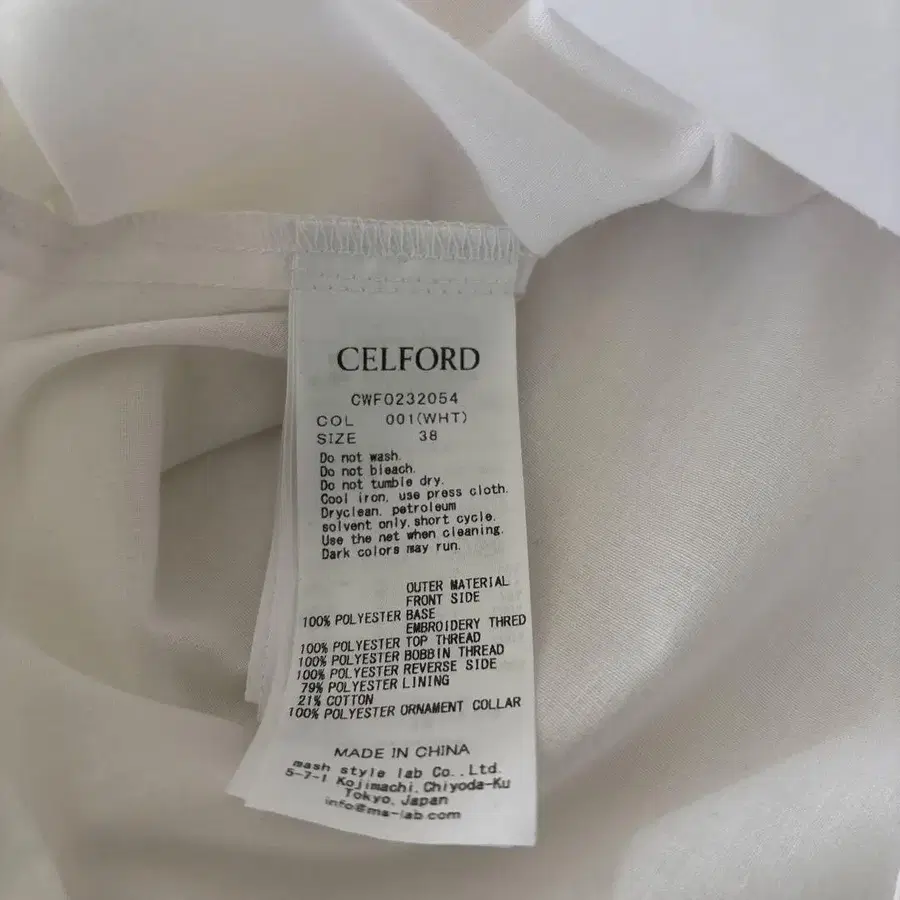 CELFORD
CWF0232054
COL 001(WHT)
SIZE 38
Do not wash.
Do not bleach.
Do not tumble dry.
Cool iron, use press cloth.
Dryclean, petroleum
solvent only, short cycle.
Use the net when cleaning.
Dark colors may run.
OUTER MATERIAL
FRONT SIDE
100% POLYESTER BASE
EMBROIDERY THRED
100% POLYESTER TOP THREAD
100% POLYESTER BOBBIN THREAD
100% POLYESTER REVERSE SIDE
79% POLYESTER LINING
21% COTTON
100% POLYESTER ORNAMENT COLLAR
MADE IN CHINA
mash style lab Co.,Ltd.
5-7-1 Kojimachi, Chiyoda-Ku
Tokyo, Japan
info@ms-lab.com